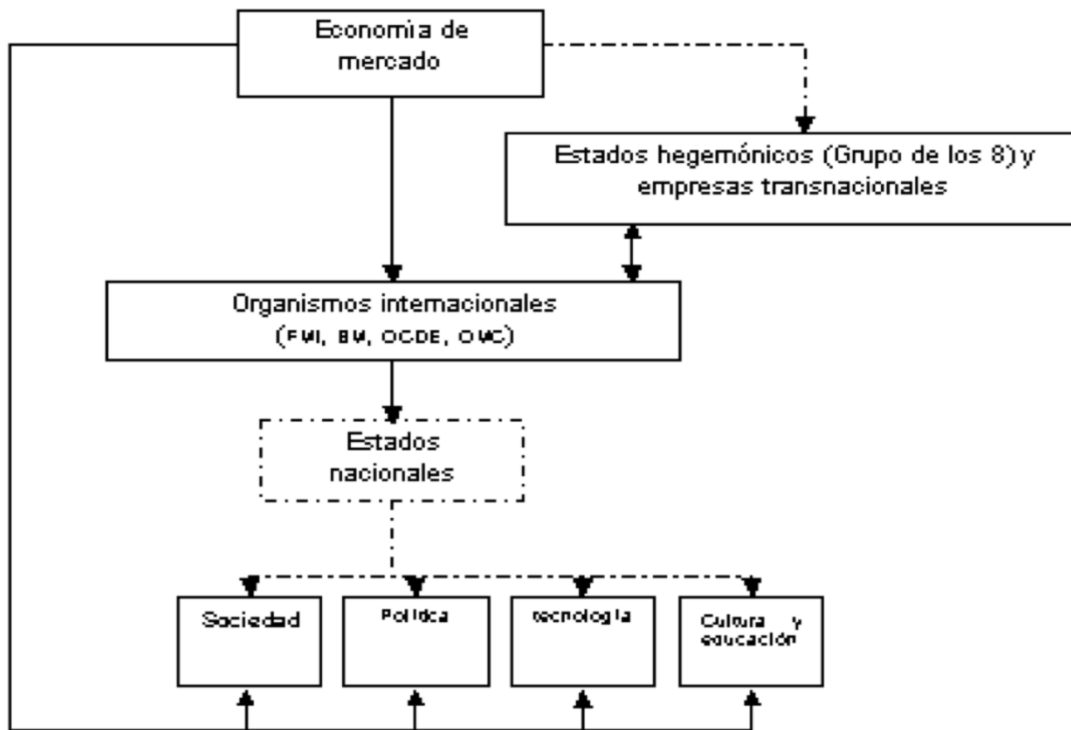 Economía de
mercado
Estados hegemónicos (Grupo de los 8) y
empresas transnacionales
Organismos internacionales
(FMI, BM, OCDE, OMC)
Estados
nacionales
Sociedad
Política
tecnología
Cultura y
educación